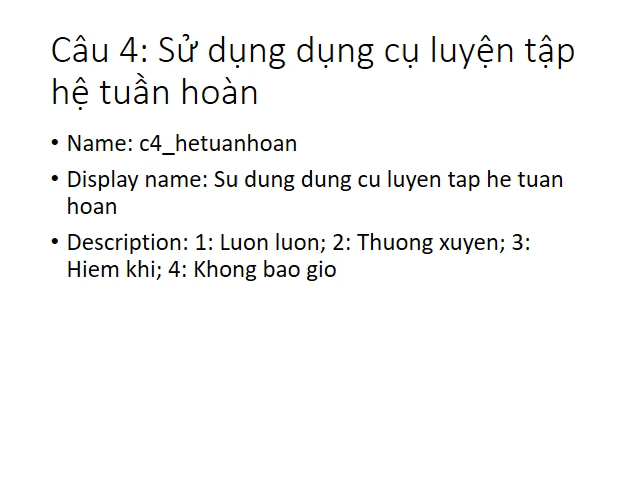 Câu 4: Sử dụng dụng cụ luyện tập
hệ tuần hoàn
• Name: c4_hetuanhoan
• Display name: Su dung dung cu luyen tap he tuan
hoan
• Description: 1: Luon luon; 2: Thuong xuyen; 3:
Hiem khi; 4: Khong bao gio